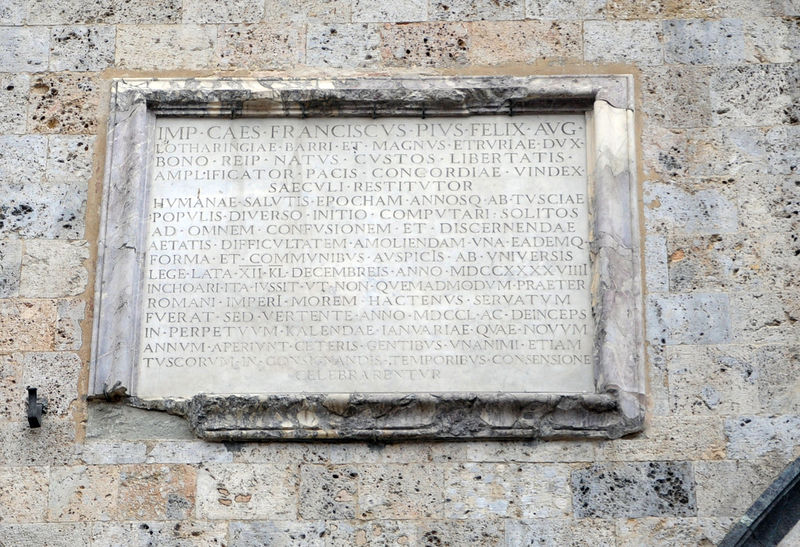 IMP·CAES·FRANCISCVS·PIVS·FELIX·AVG·
LOTHARINGIAE·BARRI·ET·MAGNVS·ETRVRIAE·DVX·
BONO·REIP·NATVS·CVSTOS·LIBERTATIS·
AMPLIFICATOR·PACIS·CONCORDIAE·VINDEX·
SAECVLI·RESTITVTOR
HVMANAE·SALVTIS·EPOCHAM·ANNOSQ·AB·TVSCIAE
POPVLIS·DIVERSO·INITIO·COMPVTARI·SOLITOS
AD·OMNEM·CONFVSIONEM·ET·DISCERNENDAE
AETATIS·DIFFICVLTATEM·AMOLIENDAM·VNA·EADEMQ·
FORMA·ET·COMMVNIBVS·AVSPICIS·AB·VNIVERSIS
LEGE·LATA·XII·KL·DECEMBREIS·ANNO·MDCCXXXXVIIII
INCHOARI·ITA·IVSSIT·VT·NON·QVEMADMODVM·PRAETER
ROMANI·IMPERI·MOREM·HACTENVS·SERVATVM
FVERAT·SED·VERTENTE·ANNO·MDCCL·AC·DEINCEPS
IN·PERPETVVM·KALENDAE·IANVARIAE·QVAE·NOVVM
ANNVM·APERIVNT·CETERIS·GENTIBVS·VNANIMI·ETIAM
TVSCORVM·IN·CONSIGNANDIS·TEMPORIBVS·CONSENSIONE
CELEBRARENTVR